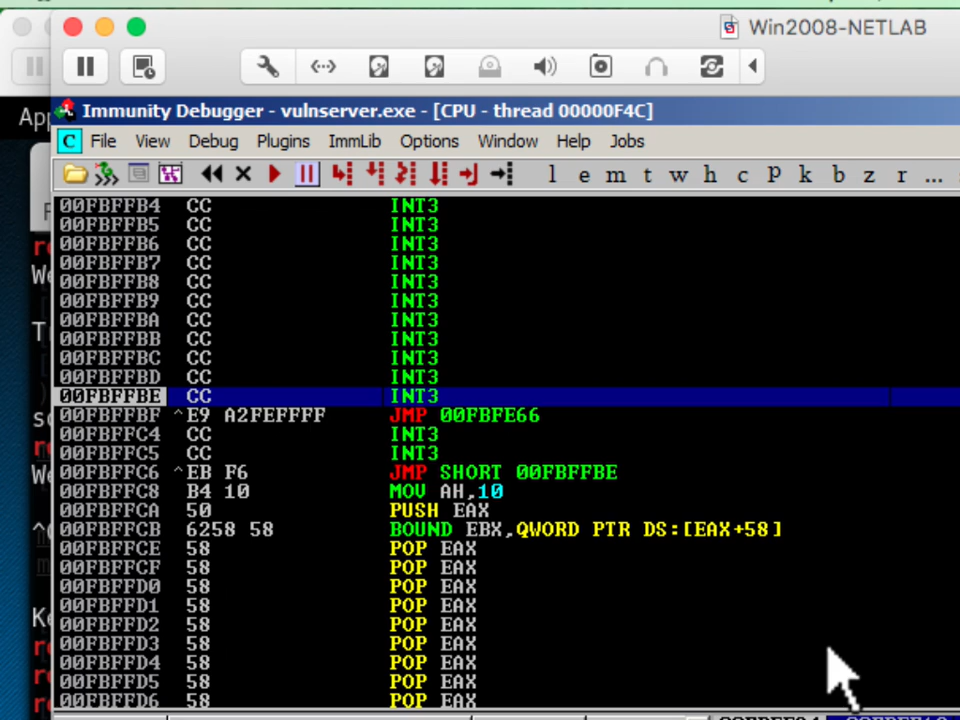 Win2008-NETLAB
Immunity Debugger - vulnserver.exe - [CPU - thread 00000F4C]
C File View Debug Plugins ImmLib Options Window Help Jobs
l e m t w h c P k b z r ...
00FBFFB4 CC INT3
00FBFFB5 CC INT3
00FBFFB6 CC INT3
00FBFFB7 CC INT3
00FBFFB8 CC INT3
00FBFFB9 CC INT3
00FBFFBA CC INT3
00FBFFBB CC INT3
00FBFFBC CC INT3
00FBFFBD CC INT3
00FBFFBE CC INT3
00FBFFBF ^E9 A2FEFFFF JMP 00FBFE66
00FBFFC4 CC INT3
00FBFFC5 CC INT3
00FBFFC6 ^EB F6 JMP SHORT 00FBFFBE
00FBFFC8 B4 10 MOV AH,10
00FBFFCA 50 PUSH EAX
00FBFFCB 6258 58 BOUND EBX,QWORD PTR DS:[EAX+58]
00FBFFCE 58 POP EAX
00FBFFCF 58 POP EAX
00FBFFD0 58 POP EAX
00FBFFD1 58 POP EAX
00FBFFD2 58 POP EAX
00FBFFD3 58 POP EAX
00FBFFD4 58 POP EAX
00FBFFD5 58 POP EAX
00FBFFD6 58 POP EAX